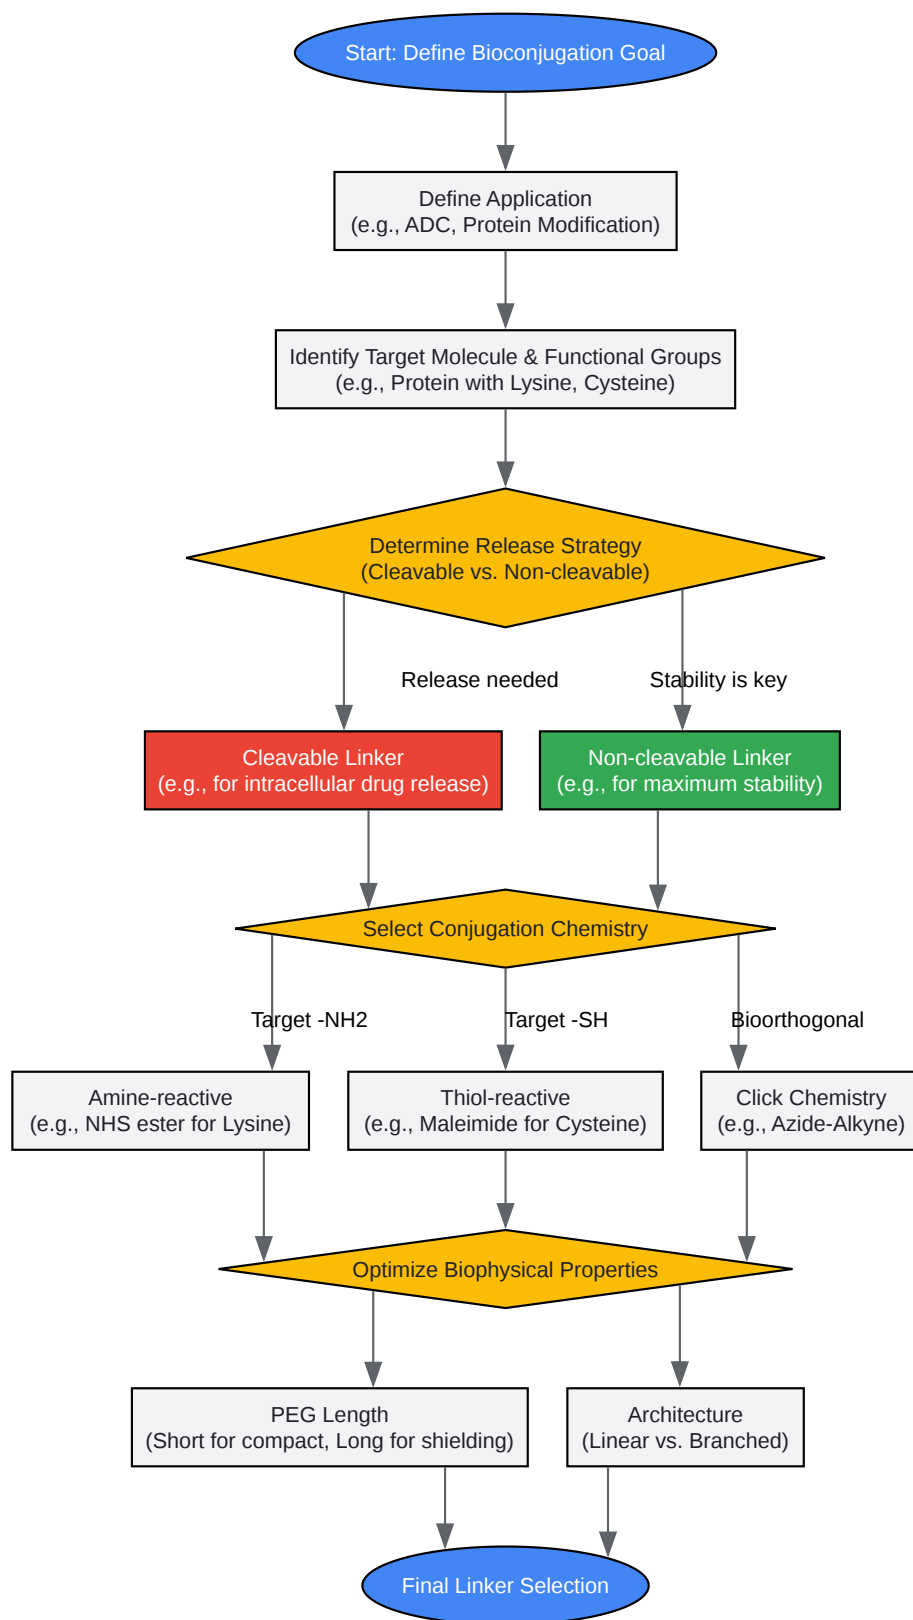 Start: Define Bioconjugation Goal
Define Application
(e.g., ADC, Protein Modification)
Identify Target Molecule & Functional Groups
(e.g., Protein with Lysine, Cysteine)
Determine Release Strategy
(Cleavable vs. Non-cleavable)
Release needed
Stability is key
Cleavable Linker
(e.g., for intracellular drug release)
Non-cleavable Linker
(e.g., for maximum stability)
Select Conjugation Chemistry
Target -NH2
Target -SH
Bioorthogonal
Amine-reactive
(e.g., NHS ester for Lysine)
Thiol-reactive
(e.g., Maleimide for Cysteine)
Click Chemistry
(e.g., Azide-Alkyne)
Optimize Biophysical Properties
PEG Length
(Short for compact, Long for shielding)
Architecture
(Linear vs. Branched)
Final Linker Selection